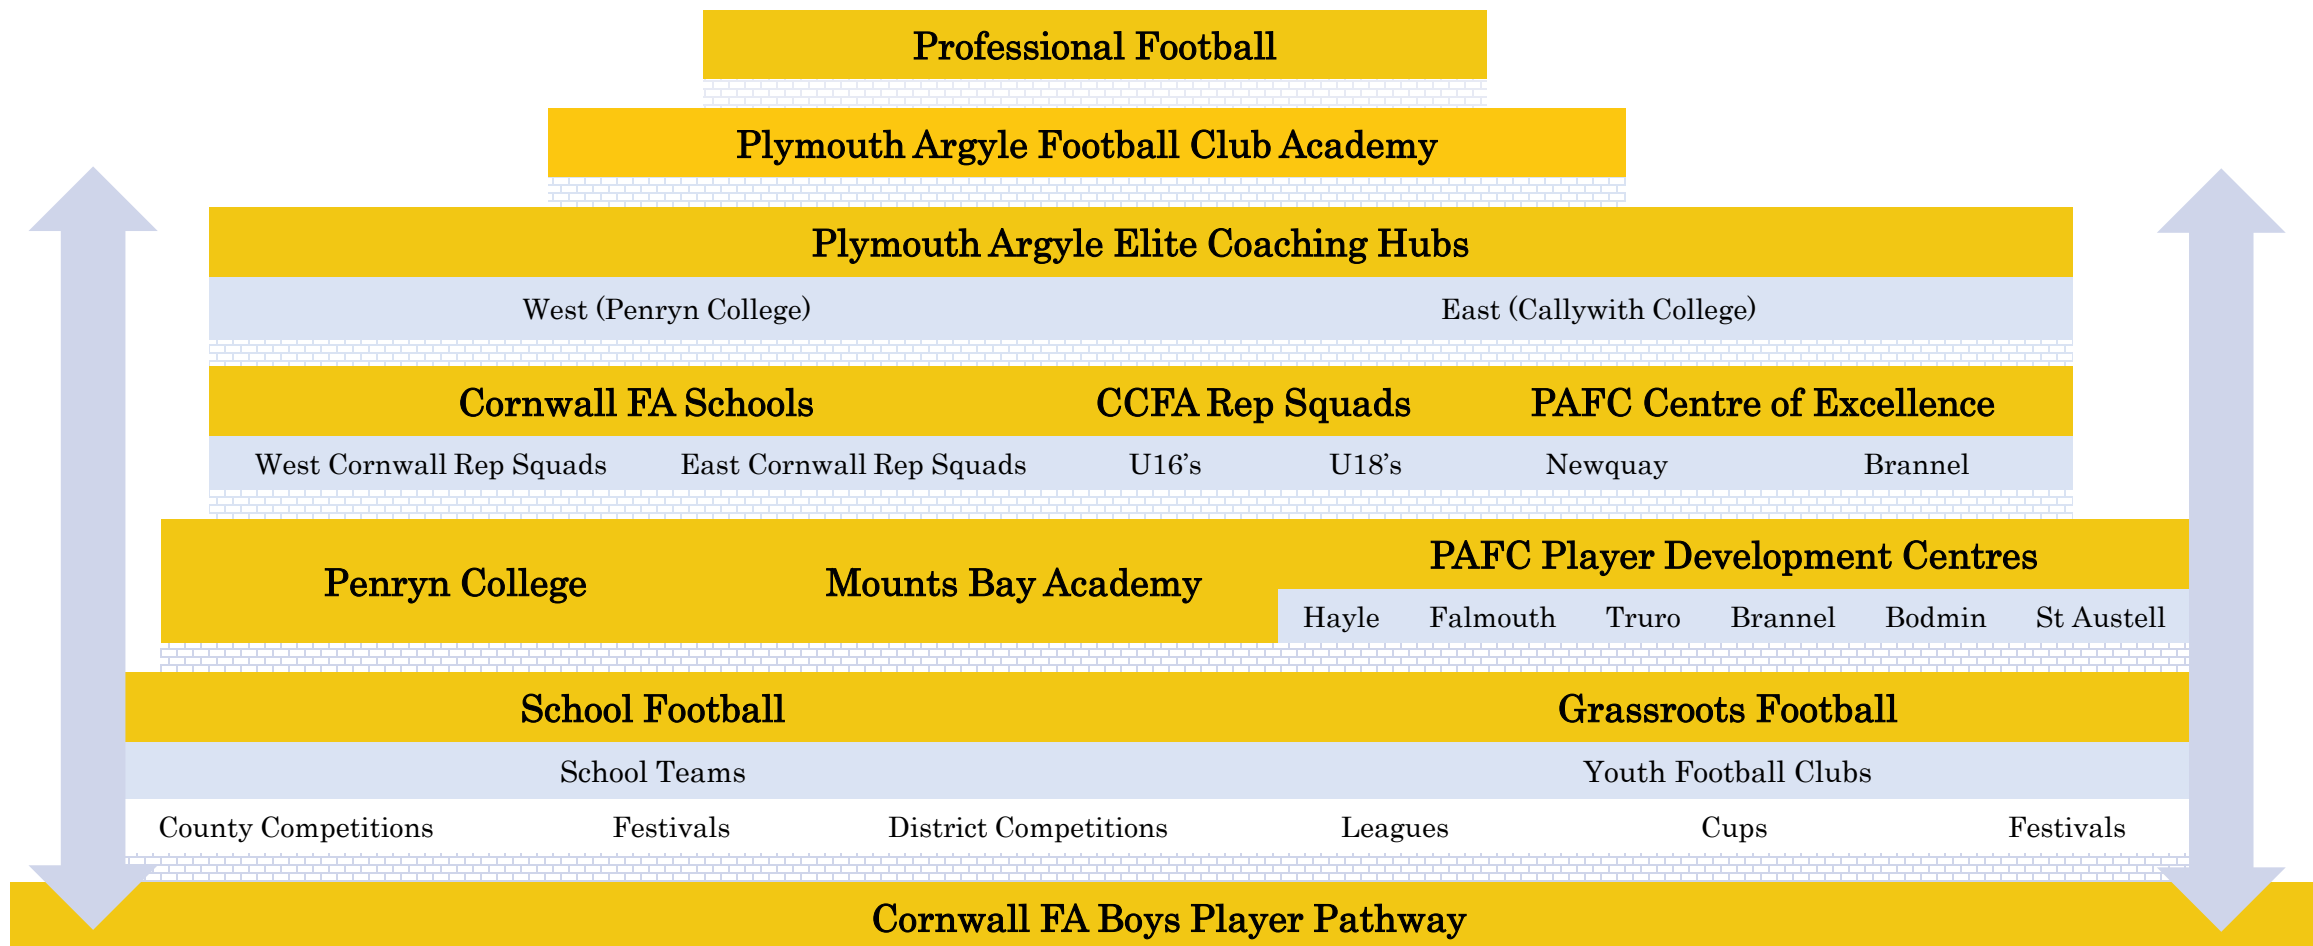 Professional Football
Plymouth Argyle Football Club Academy
Plymouth Argyle Elite Coaching Hubs
West (Penryn College) East (Callywith College)
Cornwall FA Schools CCFA Rep Squads PAFC Centre of Excellence
West Cornwall Rep Squads East Cornwall Rep Squads U16’s U18’s Newquay Brannel
Penryn College Mounts Bay Academy PAFC Player Development Centres
Hayle Falmouth Truro Brannel Bodmin St Austell
School Football Grassroots Football
School Teams Youth Football Clubs
County Competitions Festivals District Competitions Leagues Cups Festivals
Cornwall FA Boys Player Pathway